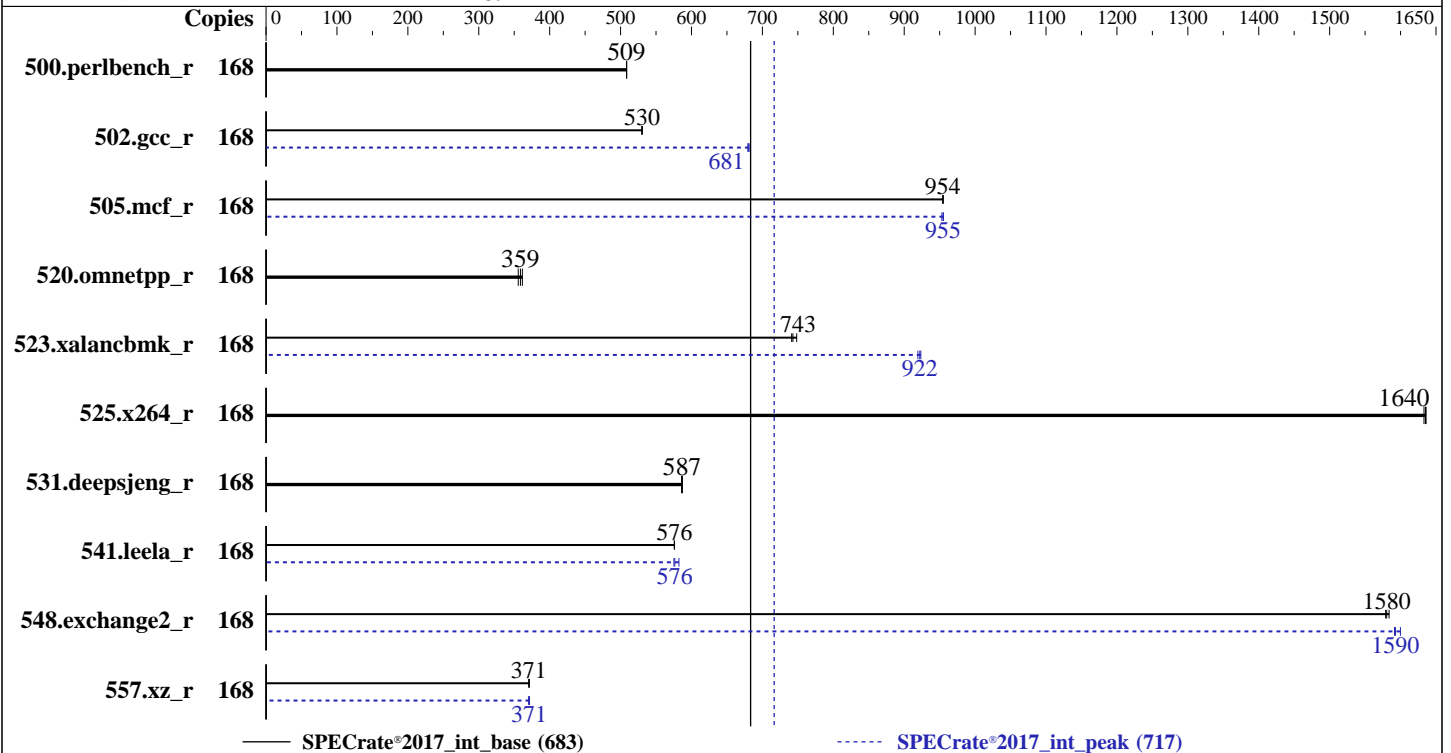 Copies 0 100 200 300 400 500 600 700 800 900 1000 1100 1200 1300 1400 1500 1650
500.perlbench_r 168 509
502.gcc_r 168 530
681
505.mcf_r 168 954
955
520.omnetpp_r 168 359
523.xalancbmk_r 168 743
922
525.x264_r 168 1640
531.deepsjeng_r 168 587
541.leela_r 168 576
576
548.exchange2_r 168 1580
1590
557.xz_r 168 371
371
SPECrate®2017_int_base (683) SPECrate®2017_int_peak (717)